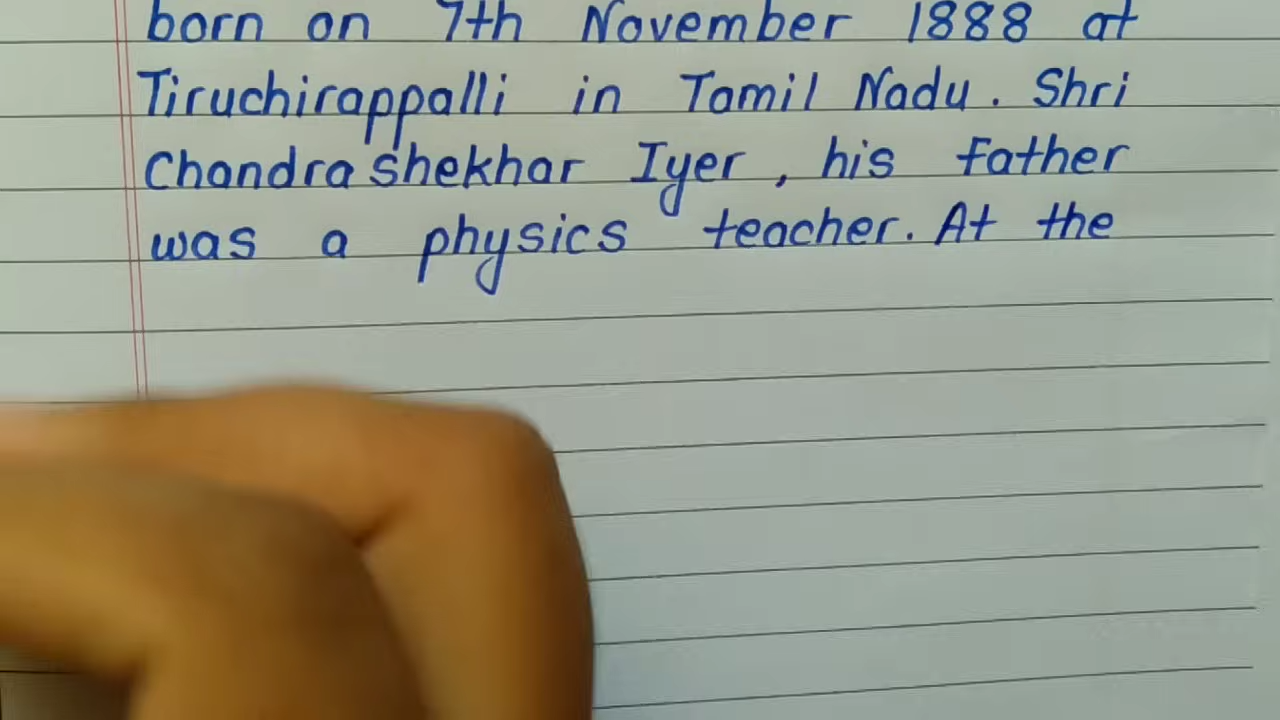 born on 7th November 1888 at
Tiruchirappalli in Tamil Nadu. Shri
Chandrashekhar Iyer, his father
was a physics teacher. At the